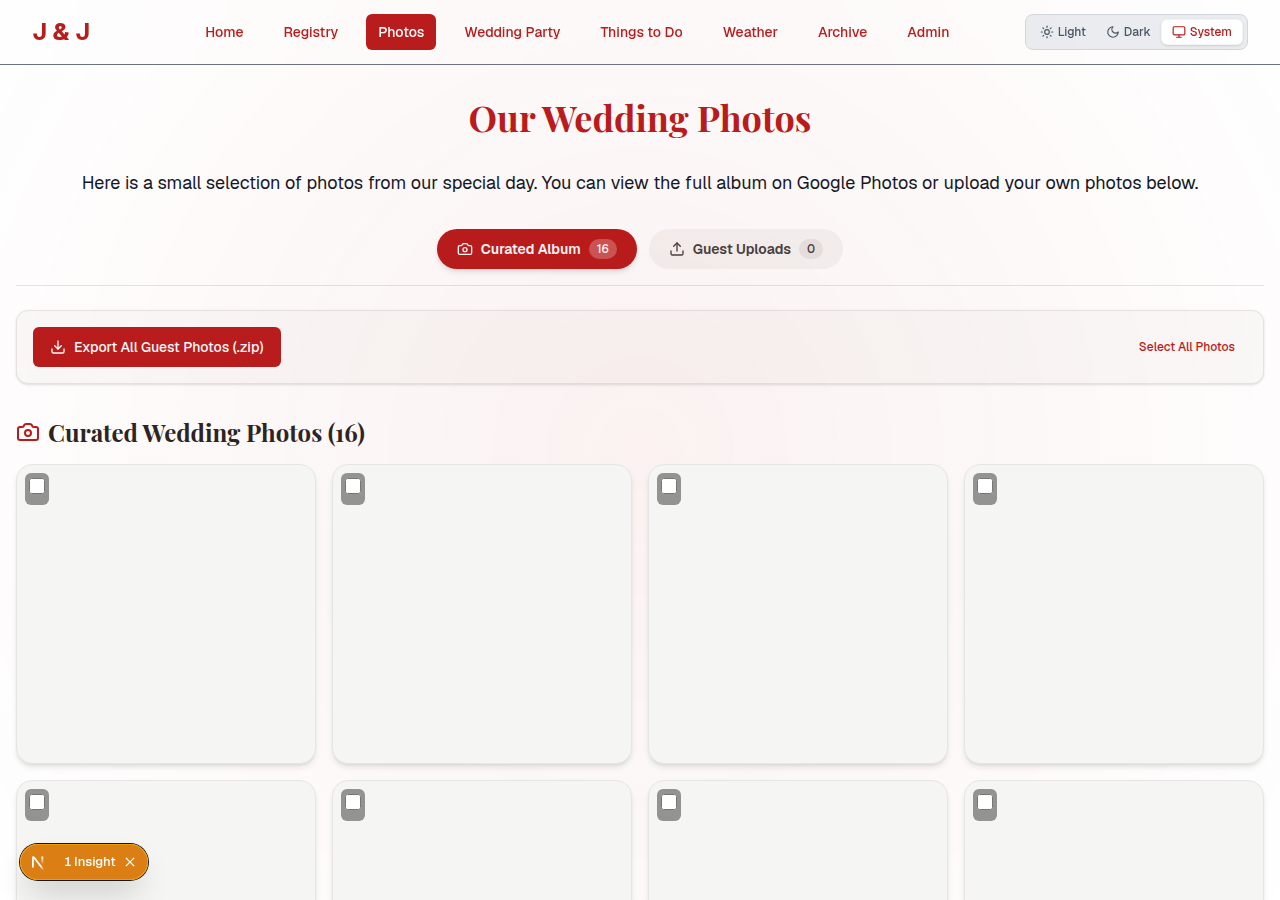 J & J
Home
Registry
Photos
Wedding Party
Things to Do
Weather
Archive
Admin
Light
Dark
System
Our Wedding Photos
Here is a small selection of photos from our special day. You can view the full album on Google Photos or upload your own photos below.
Curated Album 16
Guest Uploads 0
Export All Guest Photos (.zip)
Select All Photos
Curated Wedding Photos (16)
1 Insight